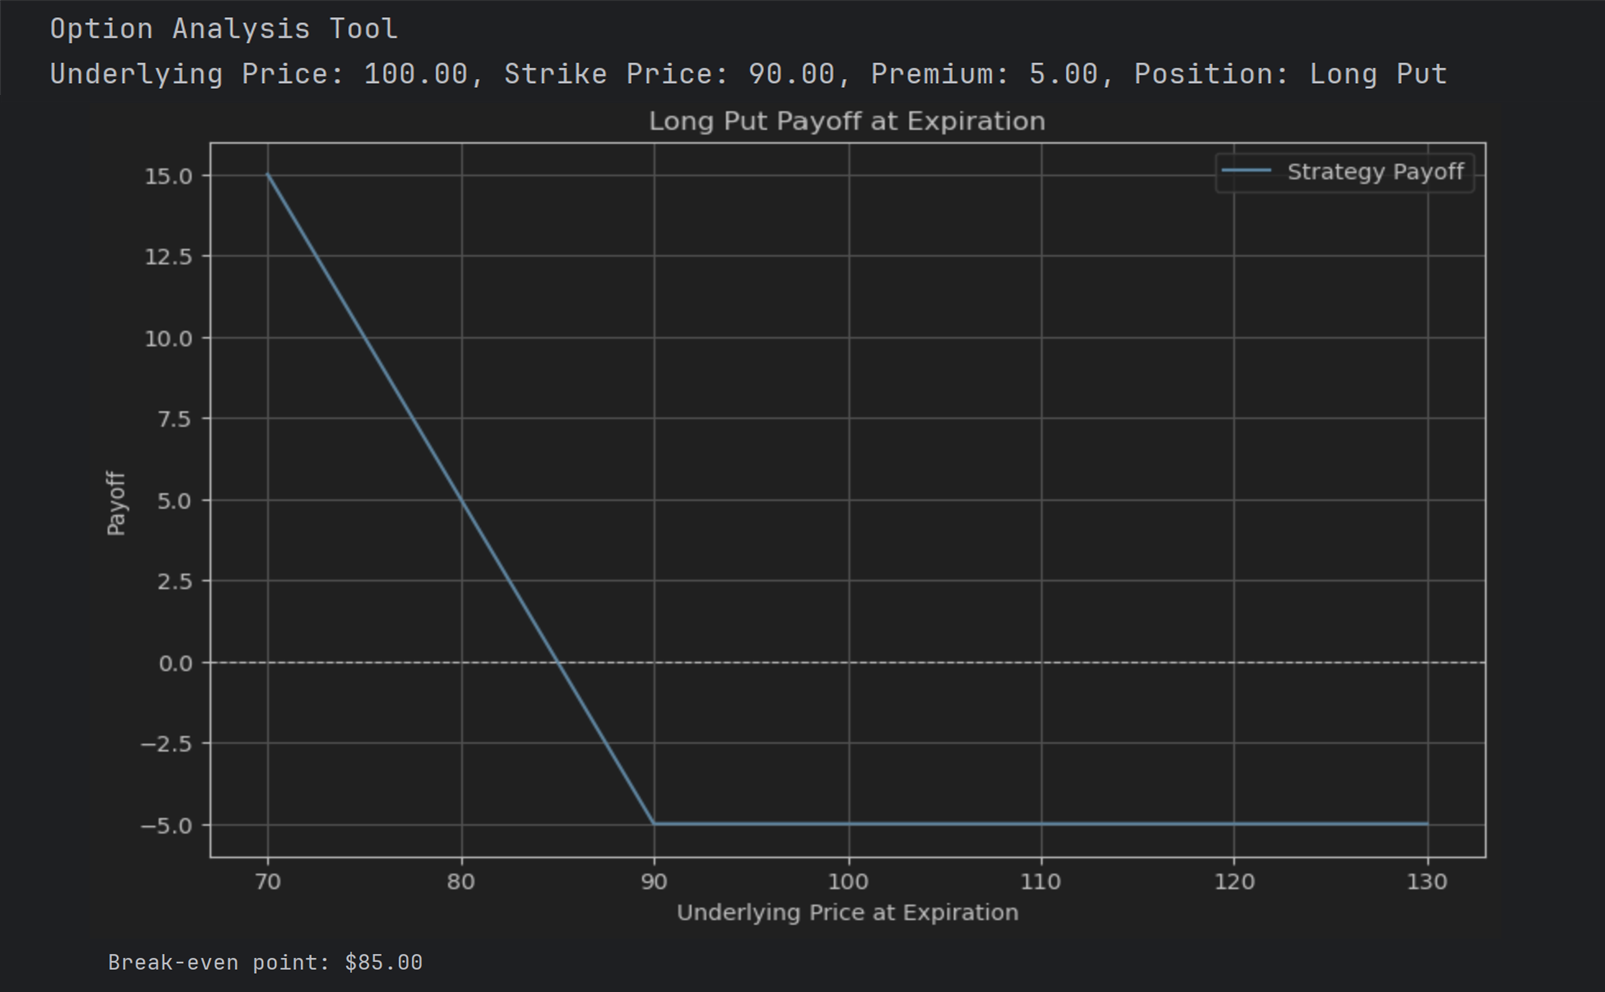 Option Analysis Tool
Underlying Price: 100.00, Strike Price: 90.00, Premium: 5.00, Position: Long Put
Long Put Payoff at Expiration
Strategy Payoff
15.0
12.5
10.0
7.5
5.0
2.5
0.0
−2.5
−5.0
Payoff
70 80 90 100 110 120 130
Underlying Price at Expiration
Break-even point: $85.00